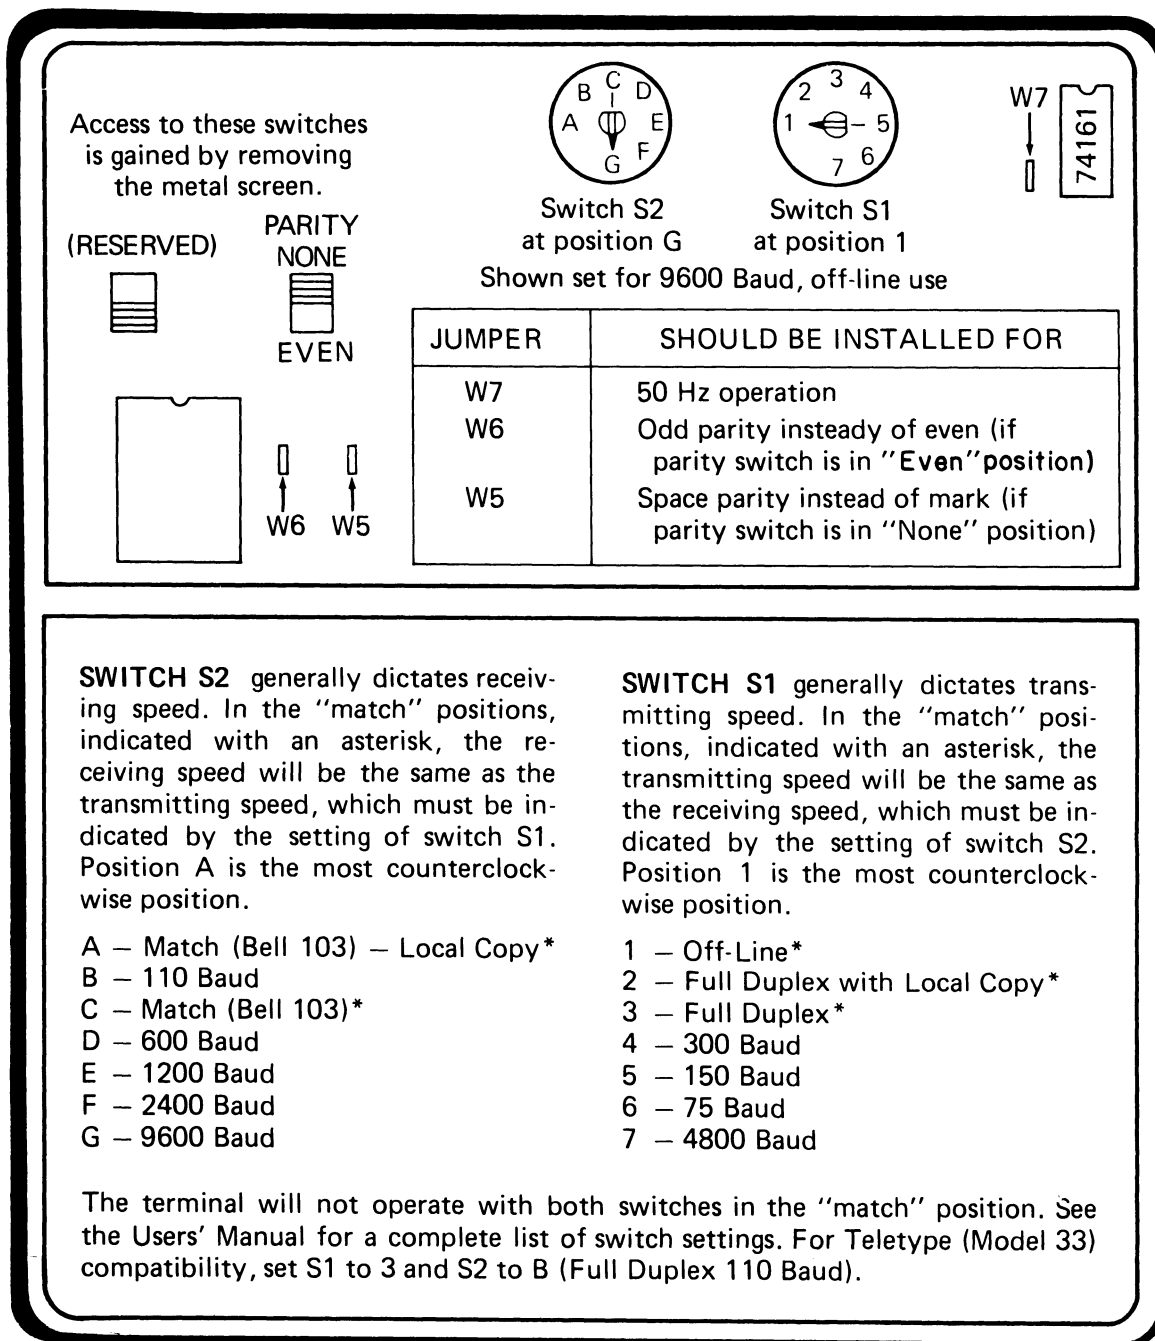 Access to these switches
is gained by removing
the metal screen.
(RESERVED)
PARITY
NONE
EVEN
W6
W5
A
B
C
D
E
F
G
Switch S2
at position G
1
2
3
4
5
6
7
Switch S1
at position 1
Shown set for 9600 Baud, off-line use
W7
74161
JUMPER SHOULD BE INSTALLED FOR
W7 50 Hz operation
W6 Odd parity insteady of even (if
parity switch is in "Even" position)
W5 Space parity instead of mark (if
parity switch is in "None" position)
SWITCH S2 generally dictates receiv-
ing speed. In the "match" positions,
indicated with an asterisk, the re-
ceiving speed will be the same as the
transmitting speed, which must be in-
dicated by the setting of switch S1.
Position A is the most counterclock-
wise position.
A – Match (Bell 103) – Local Copy*
B – 110 Baud
C – Match (Bell 103)*
D – 600 Baud
E – 1200 Baud
F – 2400 Baud
G – 9600 Baud
SWITCH S1 generally dictates trans-
mitting speed. In the "match" posi-
tions, indicated with an asterisk, the
transmitting speed will be the same as
the receiving speed, which must be in-
dicated by the setting of switch S2.
Position 1 is the most counterclock-
wise position.
1 – Off-Line*
2 – Full Duplex with Local Copy*
3 – Full Duplex*
4 – 300 Baud
5 – 150 Baud
6 – 75 Baud
7 – 4800 Baud
The terminal will not operate with both switches in the "match" position. See
the Users' Manual for a complete list of switch settings. For Teletype (Model 33)
compatibility, set S1 to 3 and S2 to B (Full Duplex 110 Baud).